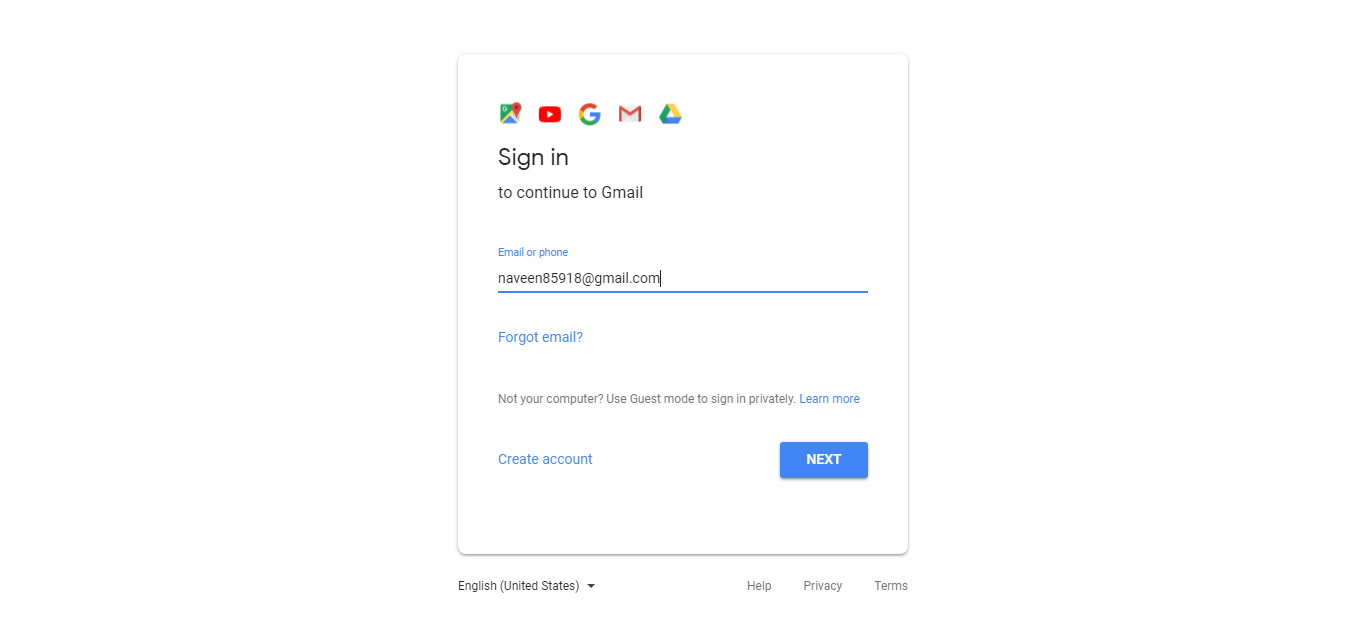 Sign in
to continue to Gmail
Email or phone
naveen85918@gmail.com
Forgot email?
Not your computer? Use Guest mode to sign in privately. Learn more
Create account
NEXT
English (United States)
Help
Privacy
Terms